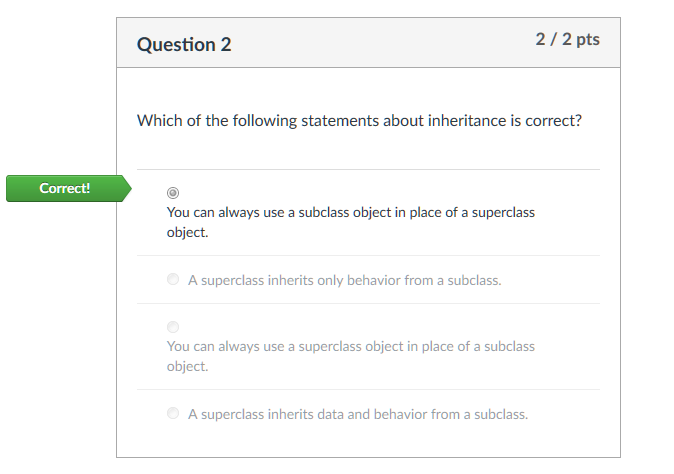 Question 2
2 / 2 pts
Which of the following statements about inheritance is correct?
Correct!
You can always use a subclass object in place of a superclass
object.
A superclass inherits only behavior from a subclass.
You can always use a superclass object in place of a subclass
object.
A superclass inherits data and behavior from a subclass.